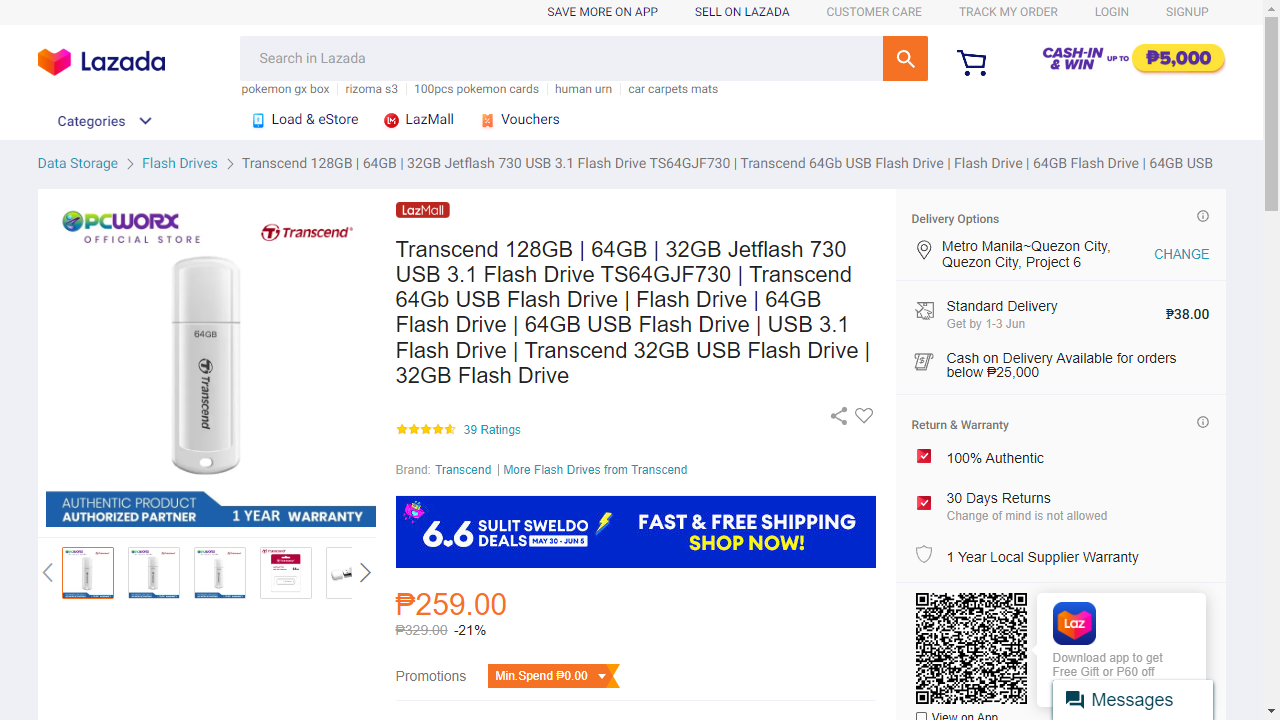 SAVE MORE ON APP SELL ON LAZADA CUSTOMER CARE TRACK MY ORDER LOGIN SIGNUP
Lazada
Search in Lazada
CASH-IN & WIN UP TO ₱5,000
pokemon gx box rizoma s3 100pcs pokemon cards human urn car carpets mats
Categories Load & eStore LazMall Vouchers
Data Storage Flash Drives Transcend 128GB | 64GB | 32GB Jetflash 730 USB 3.1 Flash Drive TS64GJF730 | Transcend 64Gb USB Flash Drive | Flash Drive | 64GB Flash Drive | 64GB USB
PCWORX
OFFICIAL STORE
Transcend
64GB
Transcend
AUTHENTIC PRODUCT
AUTHORIZED PARTNER
1 YEAR WARRANTY
LazMall
Transcend 128GB | 64GB | 32GB Jetflash 730
USB 3.1 Flash Drive TS64GJF730 | Transcend
64Gb USB Flash Drive | Flash Drive | 64GB
Flash Drive | 64GB USB Flash Drive | USB 3.1
Flash Drive | Transcend 32GB USB Flash Drive |
32GB Flash Drive
39 Ratings
Brand: Transcend | More Flash Drives from Transcend
6.6 SULIT SWELDO
DEALS MAY 30 - JUN 5
FAST & FREE SHIPPING
SHOP NOW!
₱259.00
₱329.00 -21%
Promotions Min.Spend ₱0.00
Delivery Options
Metro Manila~Quezon City,
Quezon City, Project 6
CHANGE
Standard Delivery
₱38.00
Get by 1-3 Jun
Cash on Delivery Available for orders
below ₱25,000
Return & Warranty
100% Authentic
30 Days Returns
Change of mind is not allowed
1 Year Local Supplier Warranty
Laz
Download app to get
Free Gift or P60 off
Messages
View on App